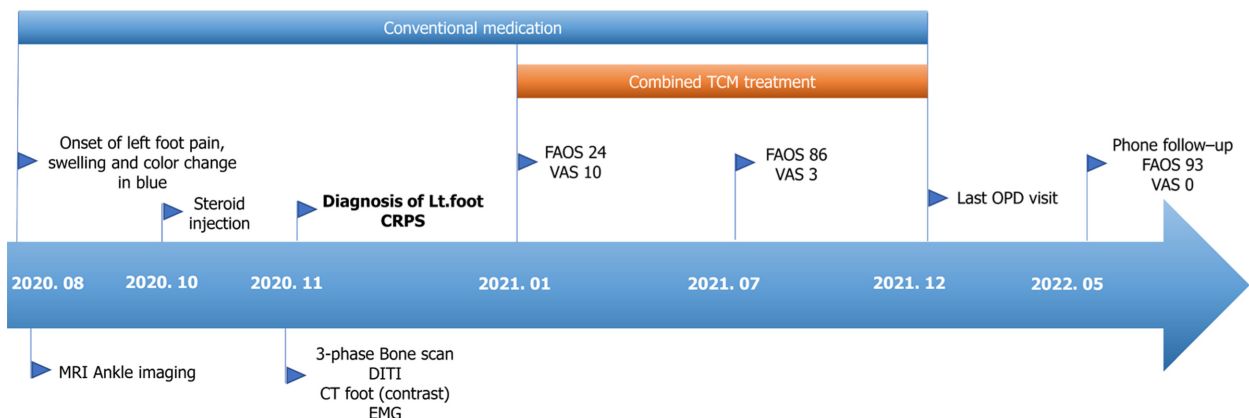 Conventional medication
Combined TCM treatment
Onset of left foot pain,
swelling and color change
in blue
Steroid
injection
Diagnosis of Lt.foot
CRPS
FAOS 24
VAS 10
FAOS 86
VAS 3
Last OPD visit
Phone follow–up
FAOS 93
VAS 0
2020. 08
2020. 10
2020. 11
2021. 01
2021. 07
2021. 12
2022. 05
MRI Ankle imaging
3-phase Bone scan
DITI
CT foot (contrast)
EMG